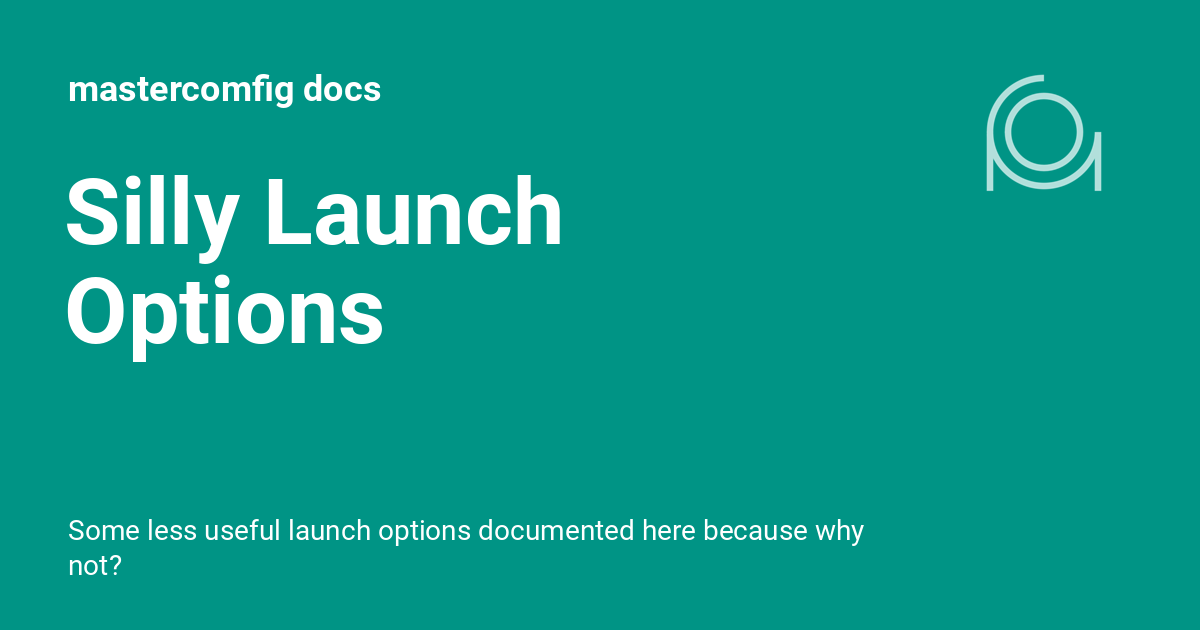 mastercomfig docs
Silly Launch
Options
Some less useful launch options documented here because why
not?